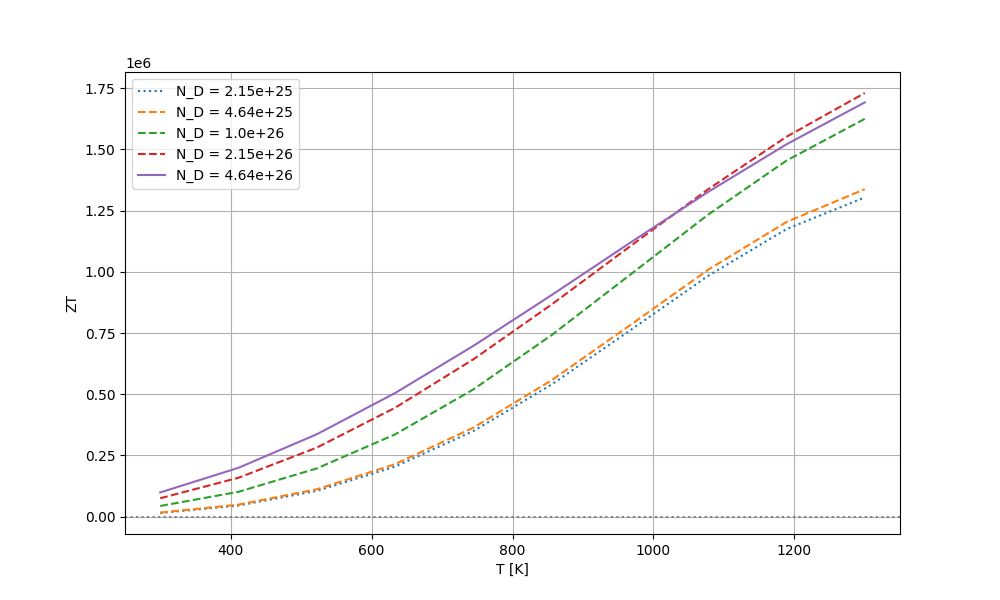 1e6
1.75
1.50
1.25
1.00
0.75
0.50
0.25
0.00
ZT
N_D = 2.15e+25
N_D = 4.64e+25
N_D = 1.0e+26
N_D = 2.15e+26
N_D = 4.64e+26
400 600 800 1000 1200
T [K]